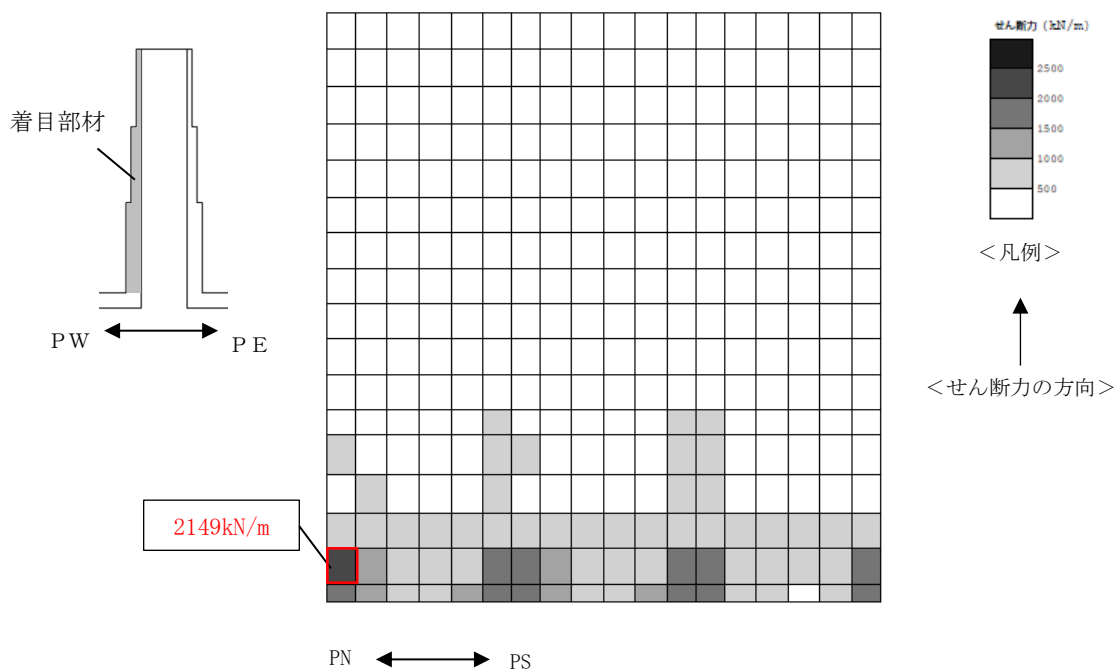 着目部材
PW
PE
2149kN/m
PN
PS
せん断力 (kN/m)
2500
2000
1500
1000
500
＜凡例＞
＜せん断力の方向＞